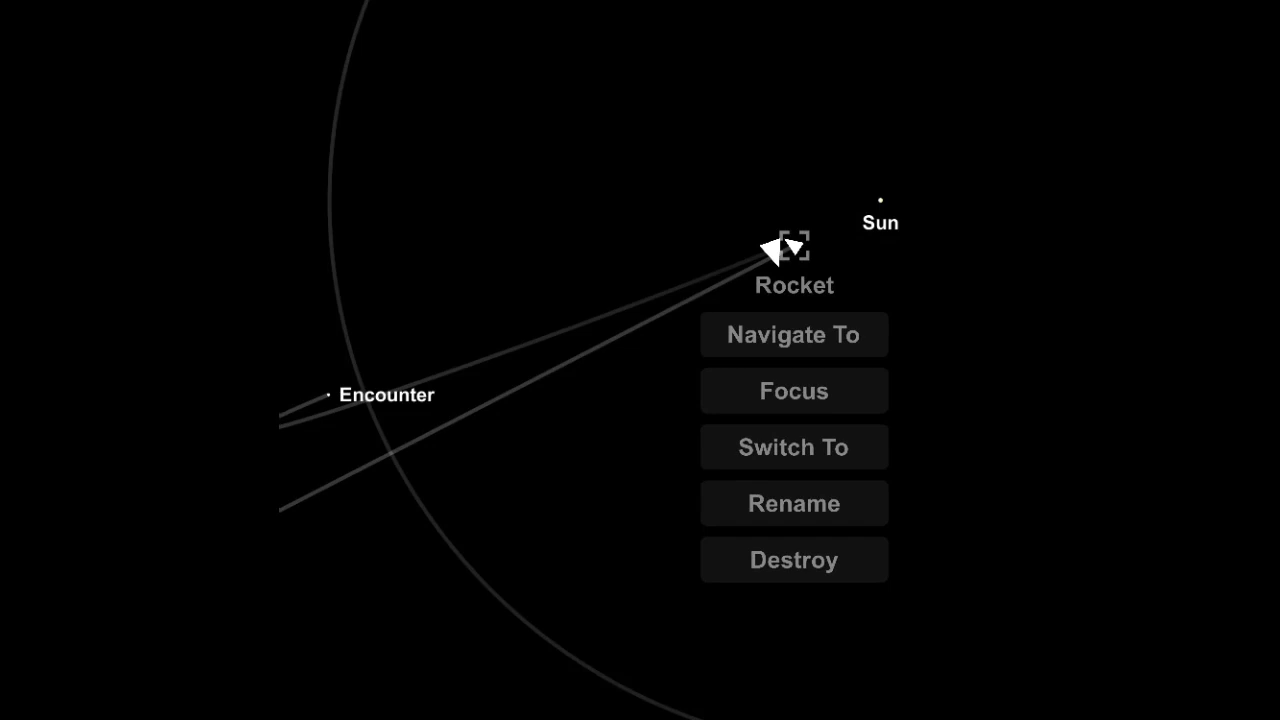 Sun
Rocket
Navigate To
Encounter
Focus
Switch To
Rename
Destroy